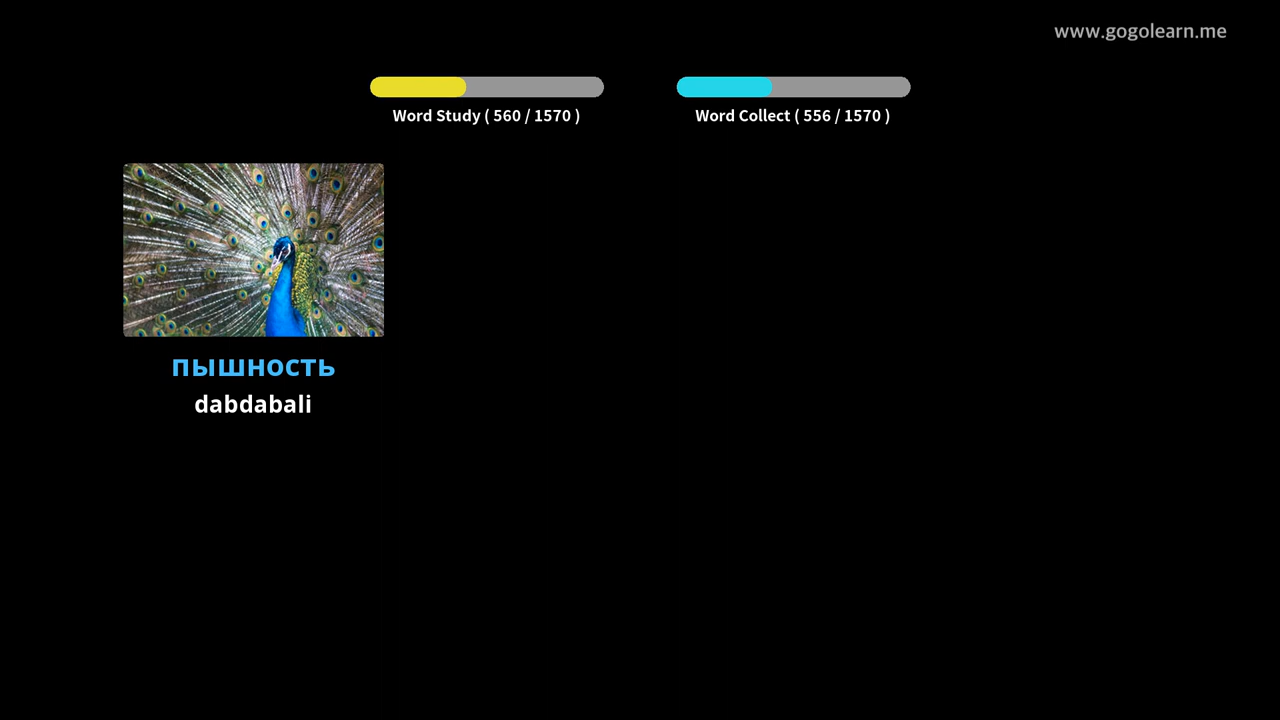 www.gogolearn.me
Word Study ( 560 / 1570 )
Word Collect ( 556 / 1570 )
пышность
dabdabali